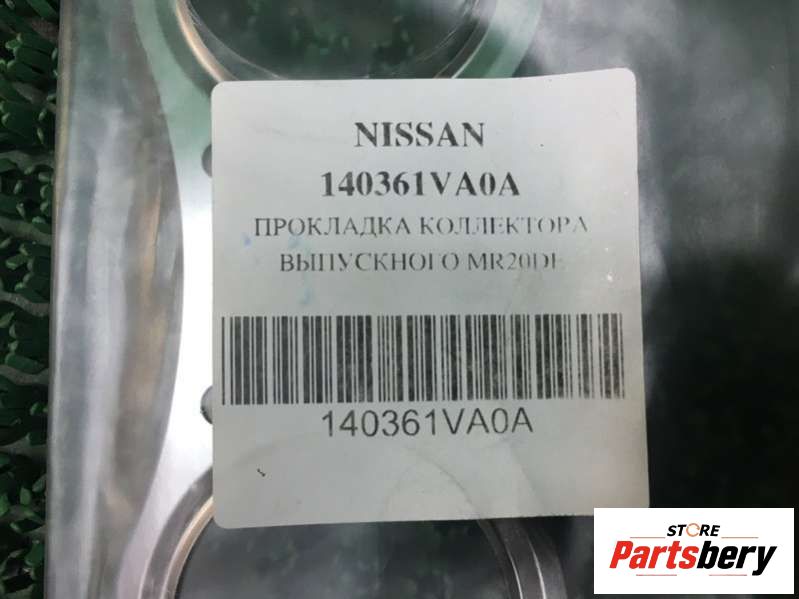 NISSAN
140361VA0A
ПРОКЛАДКА КОЛЛЕКТОРА
ВЫПУСКНОГО MR20DE
140361VA0A
STORE
Partsbery